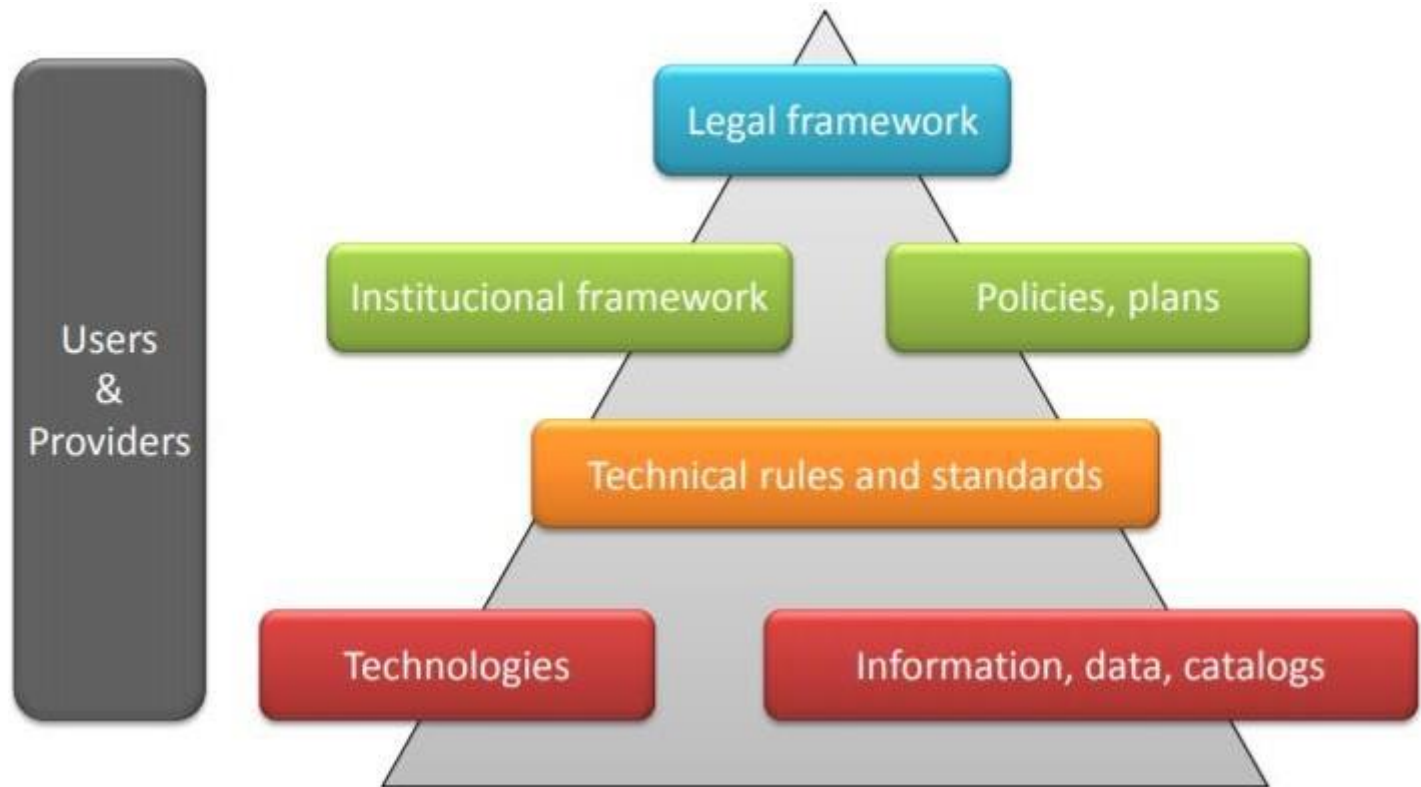 Legal framework
Institucional framework
Policies, plans
Users
&
Providers
Technical rules and standards
Technologies
Information, data, catalogs